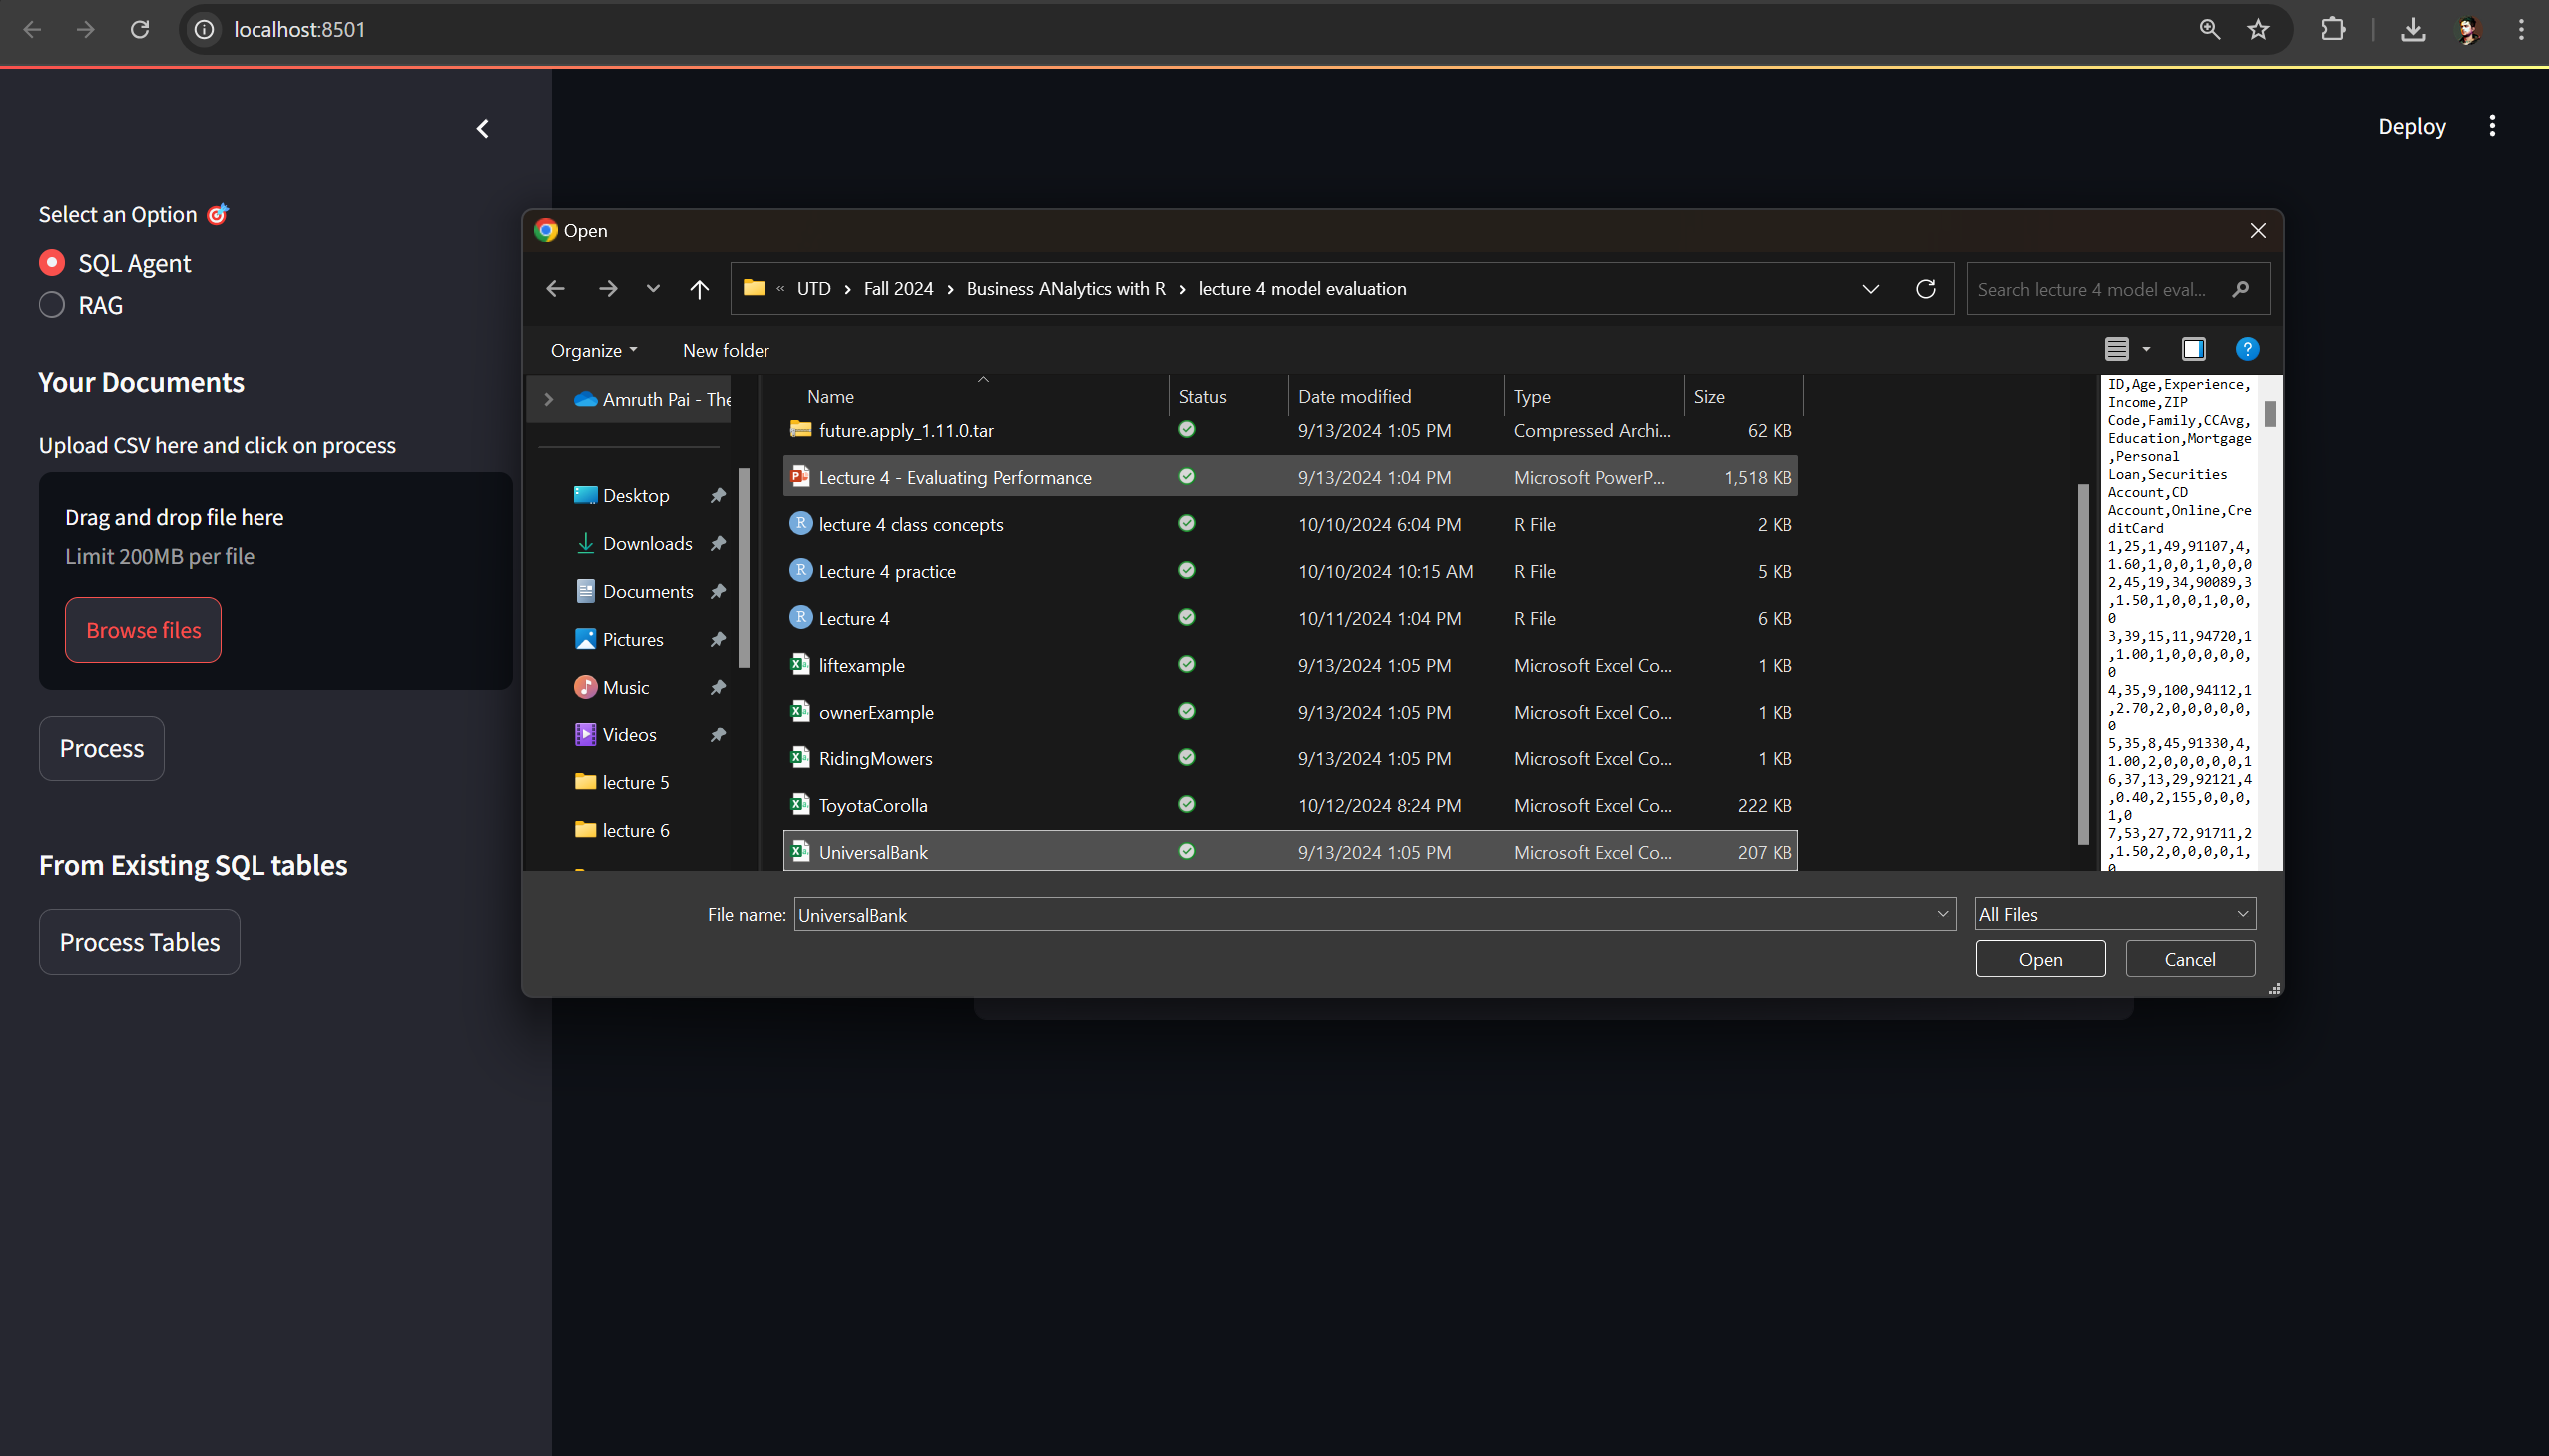 localhost:8501
Deploy
Select an Option
SQL Agent
RAG
Your Documents
Upload CSV here and click on process
Drag and drop file here
Limit 200MB per file
Browse files
Process
From Existing SQL tables
Process Tables
Open
« UTD › Fall 2024 › Business ANalytics with R › lecture 4 model evaluation
Search lecture 4 model eval...
Organize
New folder
Amruth Pai - The
Desktop
Downloads
Documents
Pictures
Music
Videos
lecture 5
lecture 6
Name Status Date modified Type Size
future.apply_1.11.0.tar 9/13/2024 1:05 PM Compressed Archi... 62 KB
Lecture 4 - Evaluating Performance 9/13/2024 1:04 PM Microsoft PowerP... 1,518 KB
R lecture 4 class concepts 10/10/2024 6:04 PM R File 2 KB
R Lecture 4 practice 10/10/2024 10:15 AM R File 5 KB
R Lecture 4 10/11/2024 1:04 PM R File 6 KB
liftexample 9/13/2024 1:05 PM Microsoft Excel Co... 1 KB
ownerExample 9/13/2024 1:05 PM Microsoft Excel Co... 1 KB
RidingMowers 9/13/2024 1:05 PM Microsoft Excel Co... 1 KB
ToyotaCorolla 10/12/2024 8:24 PM Microsoft Excel Co... 222 KB
UniversalBank 9/13/2024 1:05 PM Microsoft Excel Co... 207 KB
ID,Age,Experience,
Income,ZIP
Code,Family,CCAvg,
Education,Mortgage
,Personal
Loan,Securities
Account,CD
Account,Online,Cre
ditCard
1,25,1,49,91107,4,
1.60,1,0,0,1,0,0,0
2,45,19,34,90089,3
,1.50,1,0,0,1,0,0,
0
3,39,15,11,94720,1
,1.00,1,0,0,0,0,0,
0
4,35,9,100,94112,1
,2.70,2,0,0,0,0,0,
0
5,35,8,45,91330,4,
1.00,2,0,0,0,0,0,1
6,37,13,29,92121,4
,0.40,2,155,0,0,0,
1,0
7,53,27,72,91711,2
,1.50,2,0,0,0,0,1,
0
File name: UniversalBank
All Files
Open
Cancel